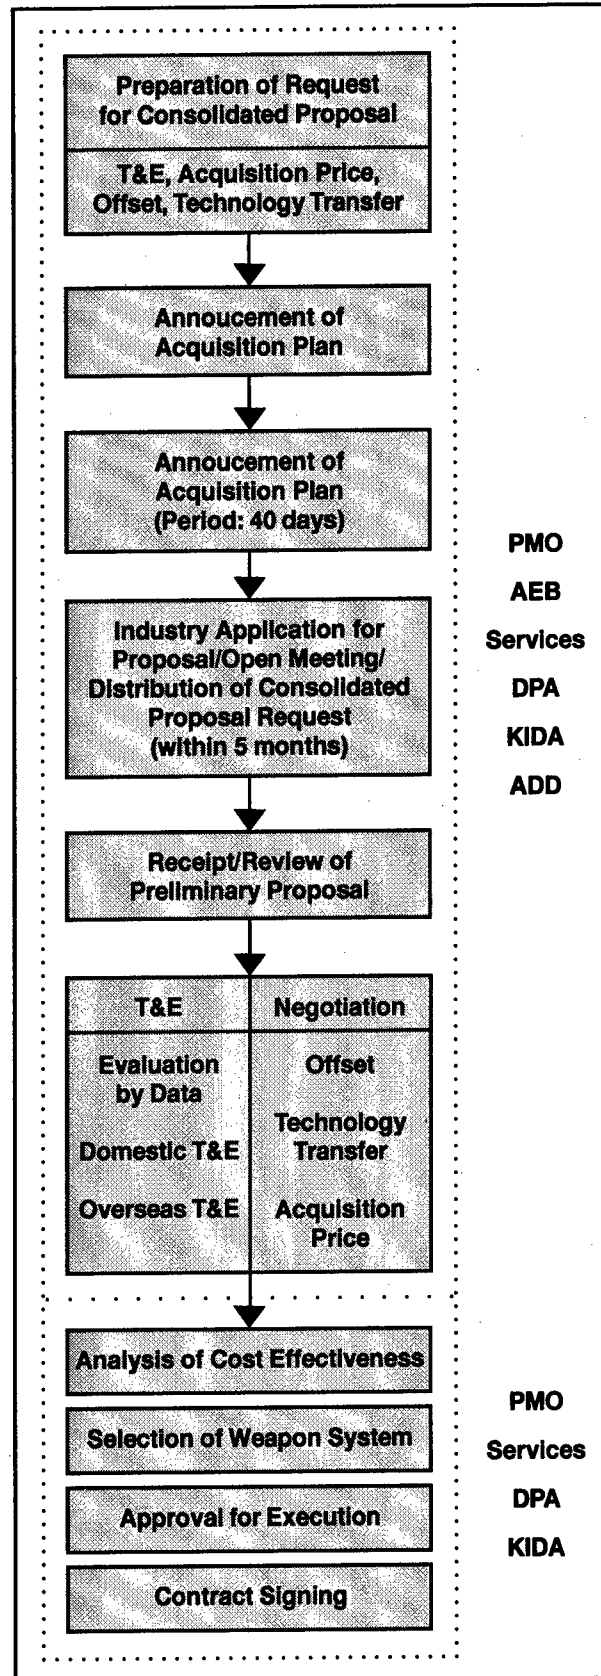 Preparation of Request
for Consolidated Proposal
T&E, Acquisition Price,
Offset, Technology Transfer
Annoucement of
Acquisition Plan
Annoucement of
Acquisition Plan
(Period: 40 days)
Industry Application for
Proposal/Open Meeting/
Distribution of Consolidated
Proposal Request
(within 5 months)
Receipt/Review of
Preliminary Proposal
T&E
Evaluation
by Data
Domestic T&E
Overseas T&E
Negotiation
Offset
Technology
Transfer
Acquisition
Price
PMO
AEB
Services
DPA
KIDA
ADD
Analysis of Cost Effectiveness
Selection of Weapon System
Approval for Execution
Contract Signing
PMO
Services
DPA
KIDA